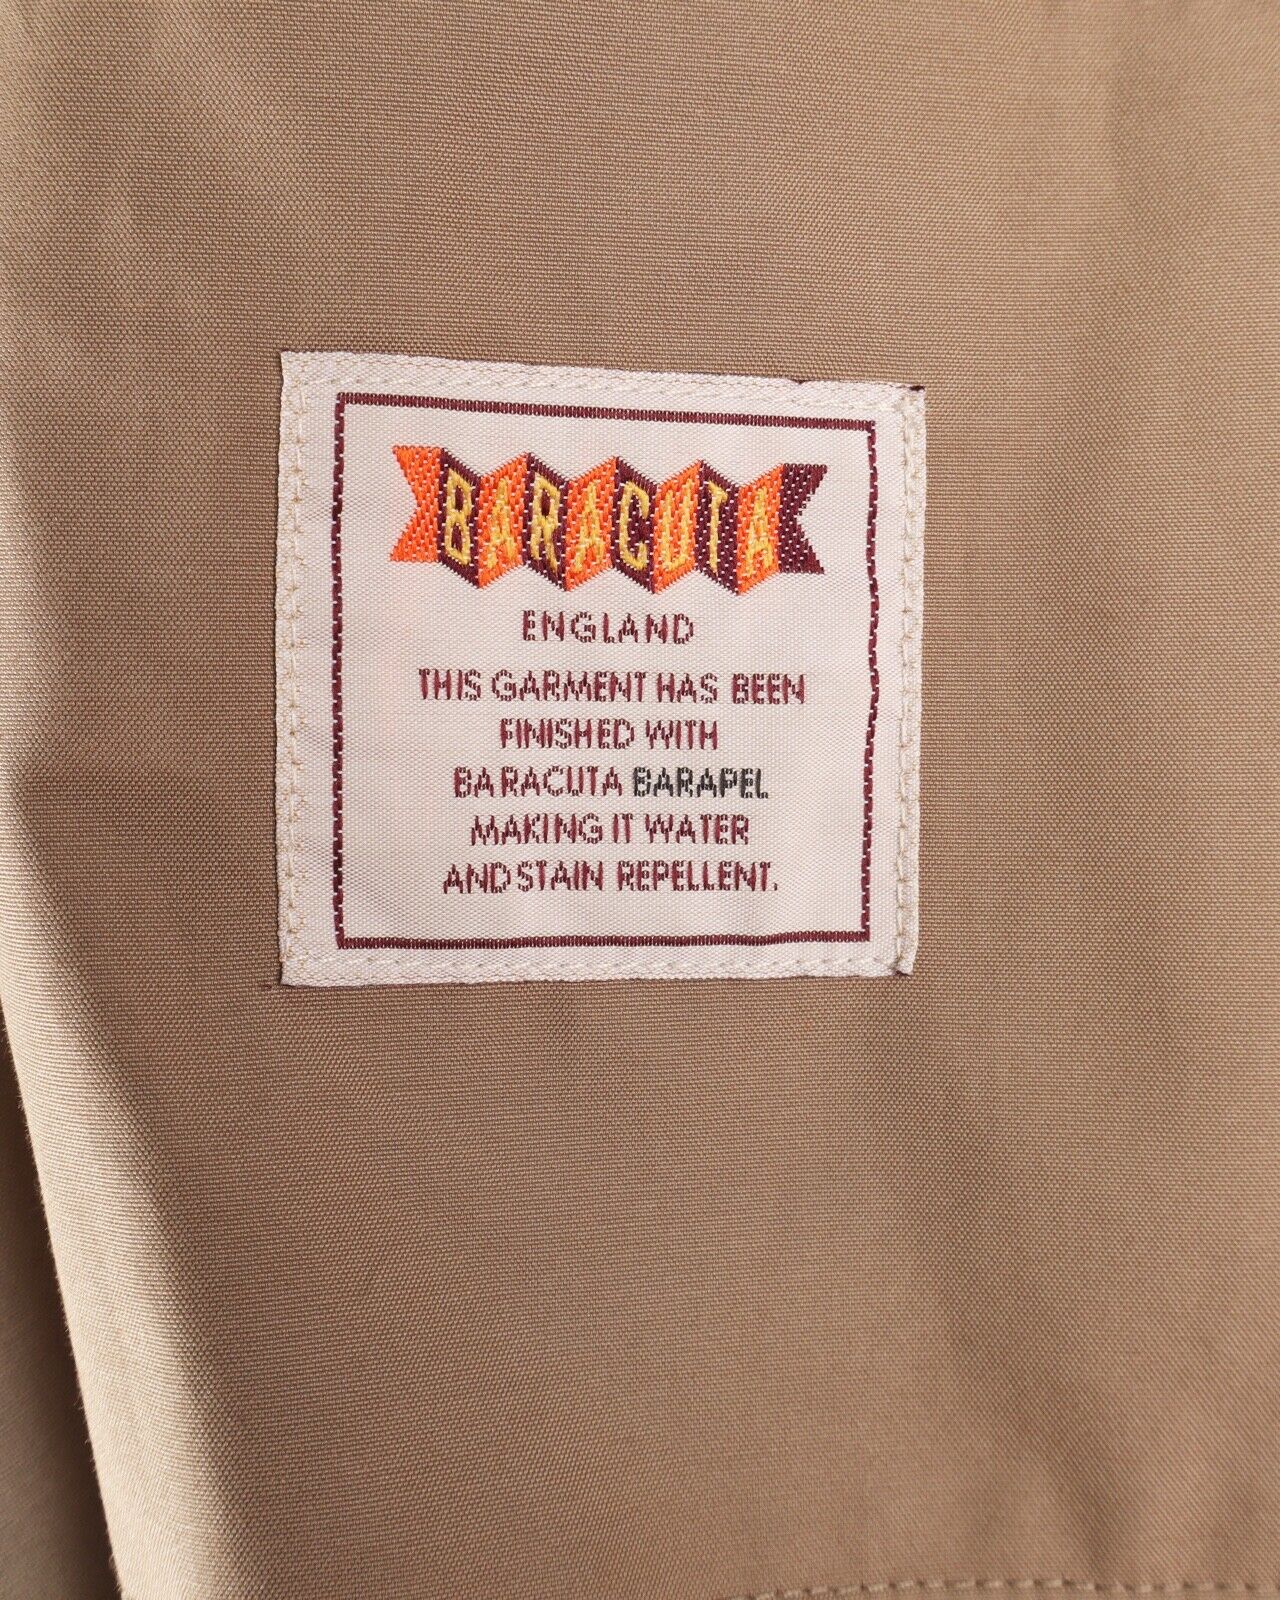 BARACUTA
ENGLAND
THIS GARMENT HAS BEEN
FINISHED WITH
BARACUTA BARAPEL
MAKING IT WATER
AND STAIN REPELLENT.